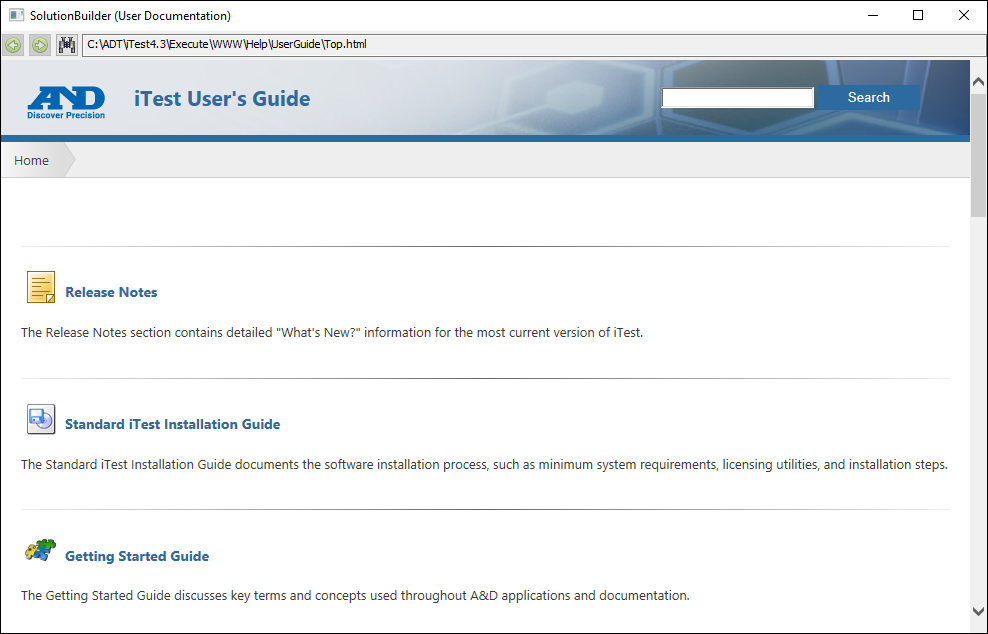 SolutionBuilder (User Documentation)
C:\ADT\iTest4.3\Execute\WWW\Help\UserGuide\Top.html
AND
Discover Precision
iTest User's Guide
Search
Home
Release Notes
The Release Notes section contains detailed "What's New?" information for the most current version of iTest.
Standard iTest Installation Guide
The Standard iTest Installation Guide documents the software installation process, such as minimum system requirements, licensing utilities, and installation steps.
Getting Started Guide
The Getting Started Guide discusses key terms and concepts used throughout A&D applications and documentation.